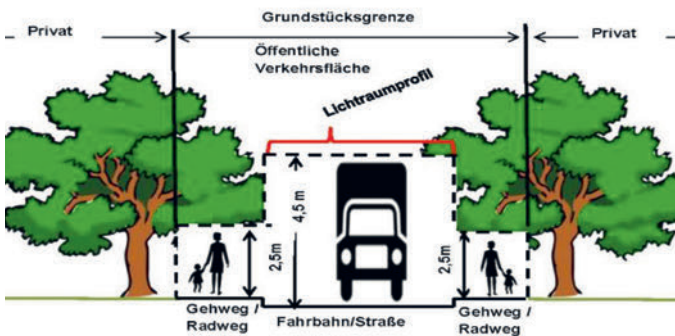 Grundstücksgrenze
Privat
Privat
Öffentliche
Verkehrsfläche
Lichtraumprofil
4,5 m
2,5m
2,5m
Gehweg /
Radweg
Fahrbahn/Straße
Gehweg /
Radweg